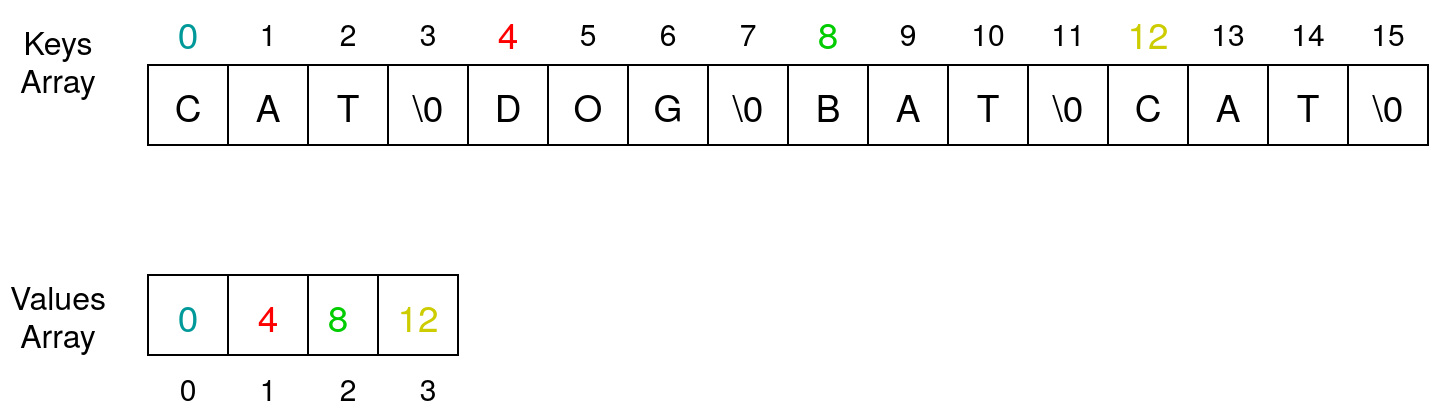 Keys
Array
0 1 2 3 4 5 6 7 8 9 10 11 12 13 14 15
C A T \0 D O G \0 B A T \0 C A T \0
Values
Array
0 4 8 12
0 1 2 3